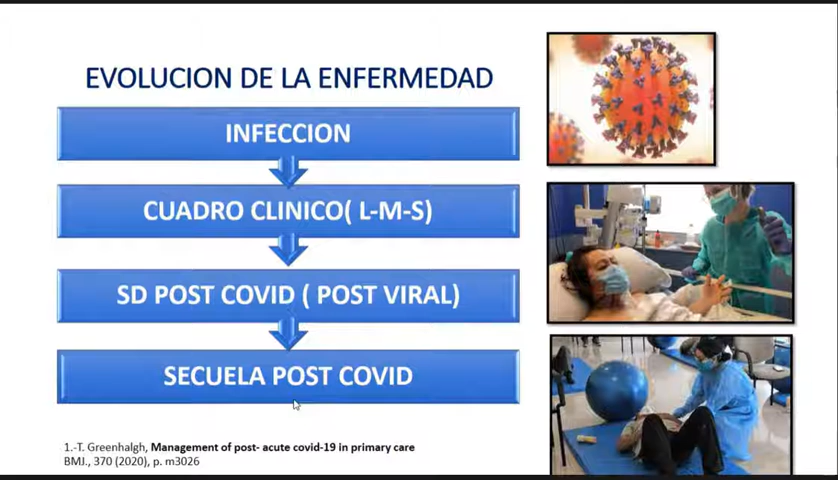 EVOLUCION DE LA ENFERMEDAD
INFECCION
CUADRO CLINICO( L-M-S)
SD POST COVID ( POST VIRAL)
SECUELA POST COVID
1.-T. Greenhalgh, Management of post- acute covid-19 in primary care
BMJ., 370 (2020), p. m3026